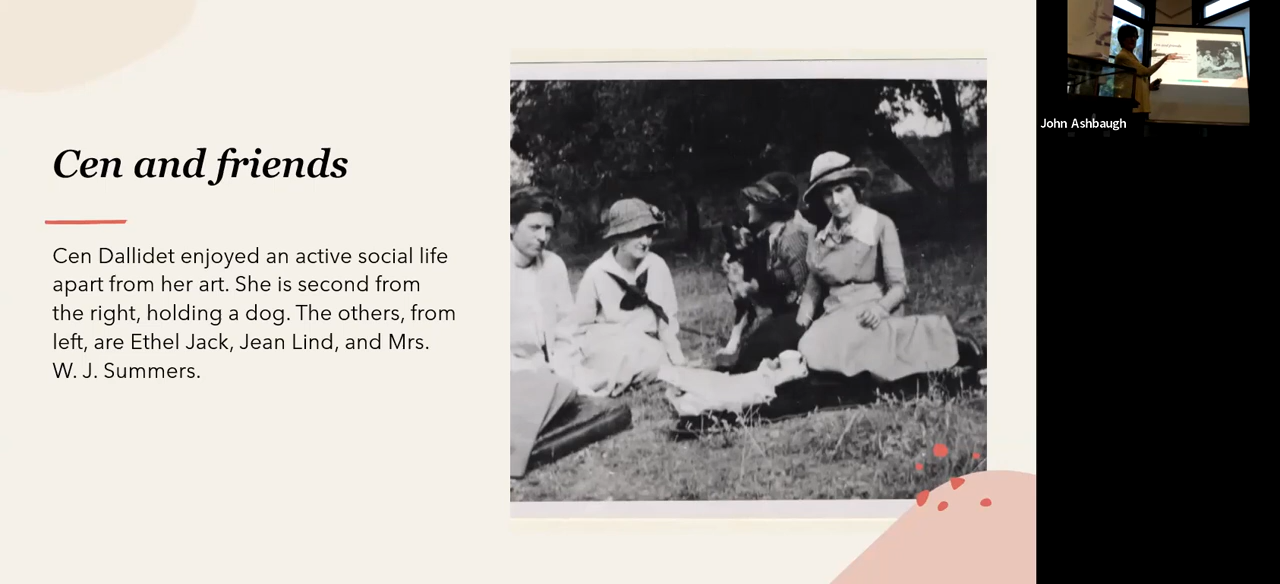 Cen and friends
Cen Dallidet enjoyed an active social life
apart from her art. She is second from
the right, holding a dog. The others, from
left, are Ethel Jack, Jean Lind, and Mrs.
W. J. Summers.
John Ashbaugh